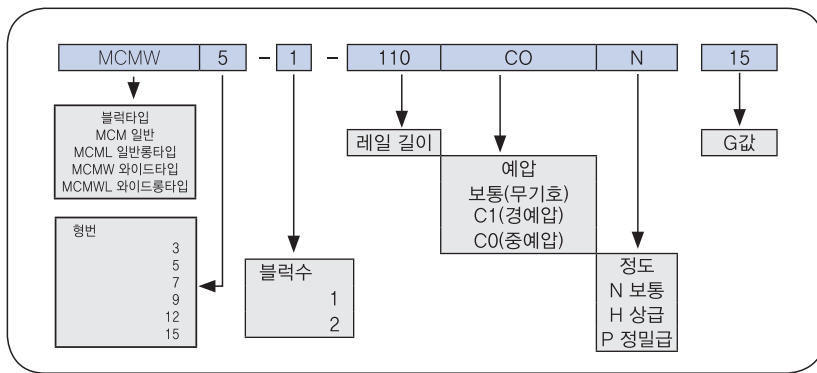 MCMW 5 - 1 - 110 CO N 15
블럭타입
MCM 일반
MCML 일반롱타입
MCMW 와이드타입
MCMWL 와이드롱타입
형번
3
5
7
9
12
15
블럭수
1
2
레일 길이
예압
보통(무기호)
C1(경예압)
C0(중예압)
정도
N 보통
H 상급
P 정밀급
G값